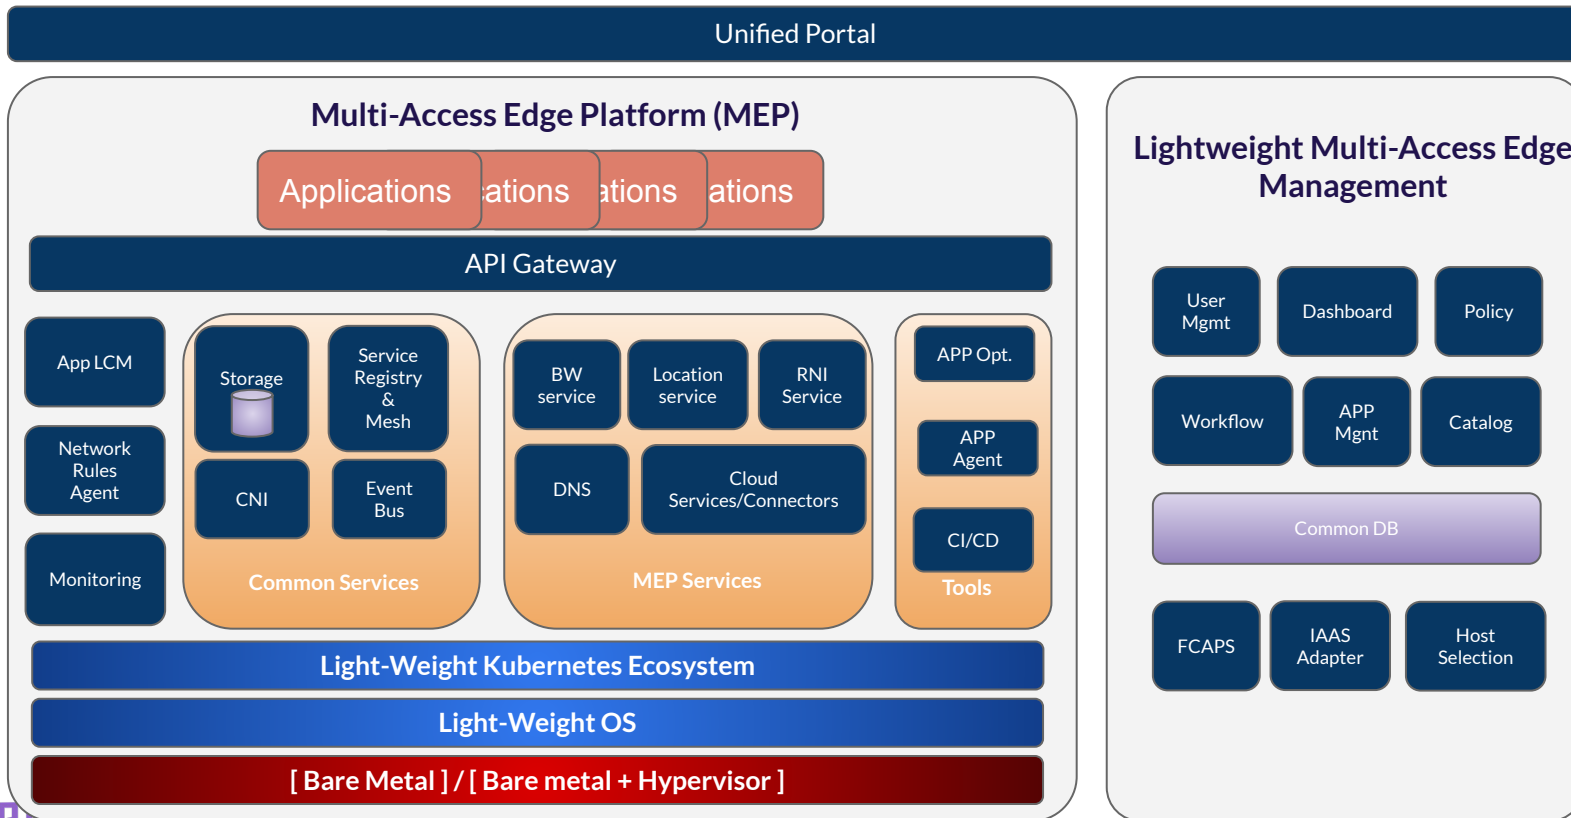 Unified Portal
Multi-Access Edge Platform (MEP)
Applications
cations
ations
ations
API Gateway
App LCM
Network
Rules
Agent
Monitoring
Storage
Service
Registry
&
Mesh
CNI
Event
Bus
Common Services
BW
service
Location
service
RNI
Service
DNS
Cloud
Services/Connectors
MEP Services
APP Opt.
APP
Agent
CI/CD
Tools
Light-Weight Kubernetes Ecosystem
Light-Weight OS
[ Bare Metal ] / [ Bare metal + Hypervisor ]
Lightweight Multi-Access Edge
Management
User
Mgmt
Dashboard
Policy
Workflow
APP
Mgnt
Catalog
Common DB
FCAPS
IAAS
Adapter
Host
Selection